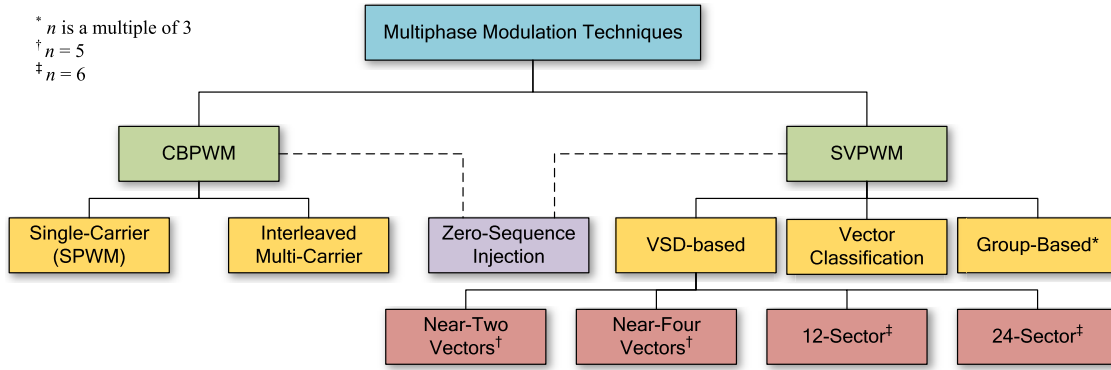 * n is a multiple of 3
† n = 5
‡ n = 6
Multiphase Modulation Techniques
CBPWM
SVPWM
Single-Carrier
(SPWM)
Interleaved
Multi-Carrier
Zero-Sequence
Injection
VSD-based
Vector
Classification
Group-Based*
Near-Two
Vectors†
Near-Four
Vectors†
12-Sector‡
24-Sector‡